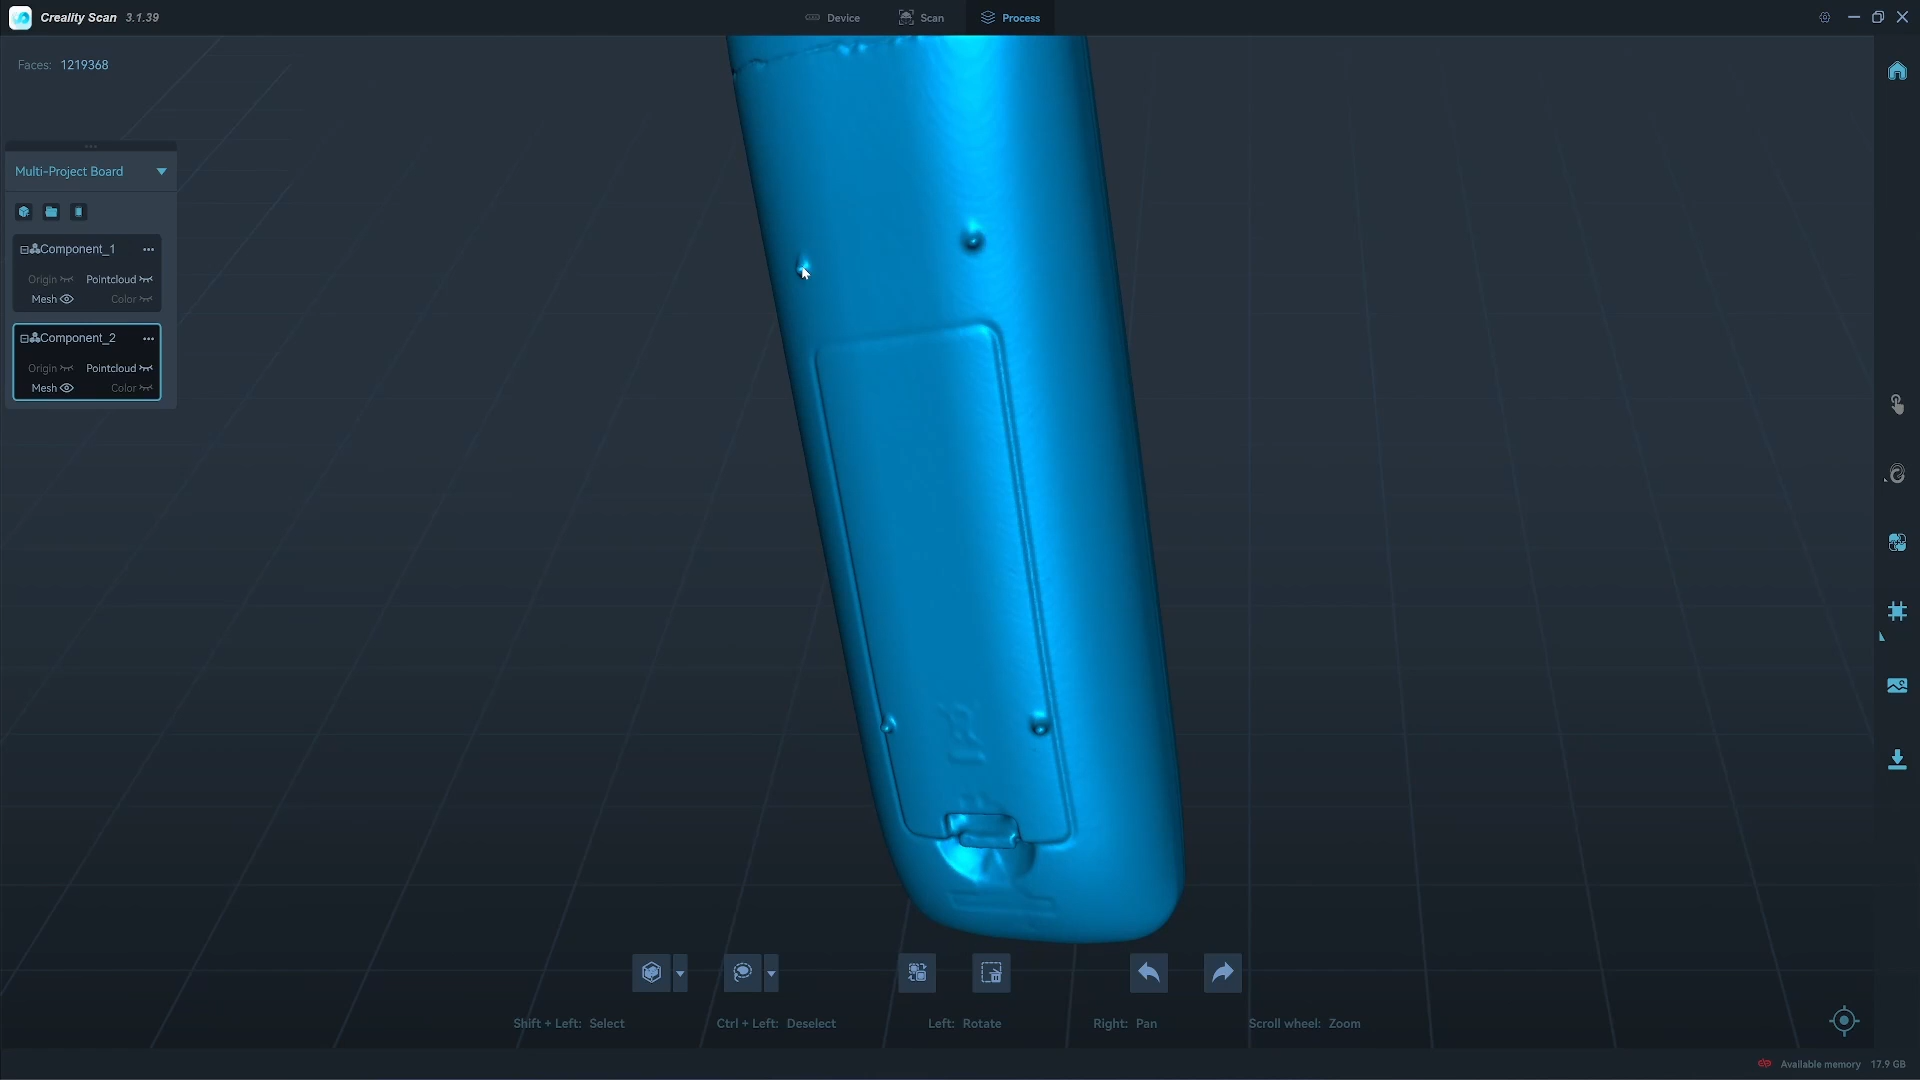 Creality Scan 3.1.39
Device
Scan
Process
Faces: 1219368
Multi-Project Board
Component_1
Origin Pointcloud
Mesh Color
Component_2
Origin Pointcloud
Mesh Color
Shift + Left: Select
Ctrl + Left: Deselect
Left: Rotate
Right: Pan
Scroll wheel: Zoom
Available memory 17.9 GB